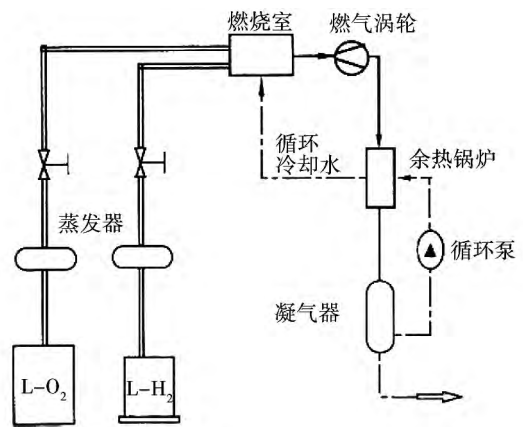 燃烧室
燃气涡轮
循环
冷却水
余热锅炉
蒸发器
循环泵
凝气器
L-O₂
L-H₂